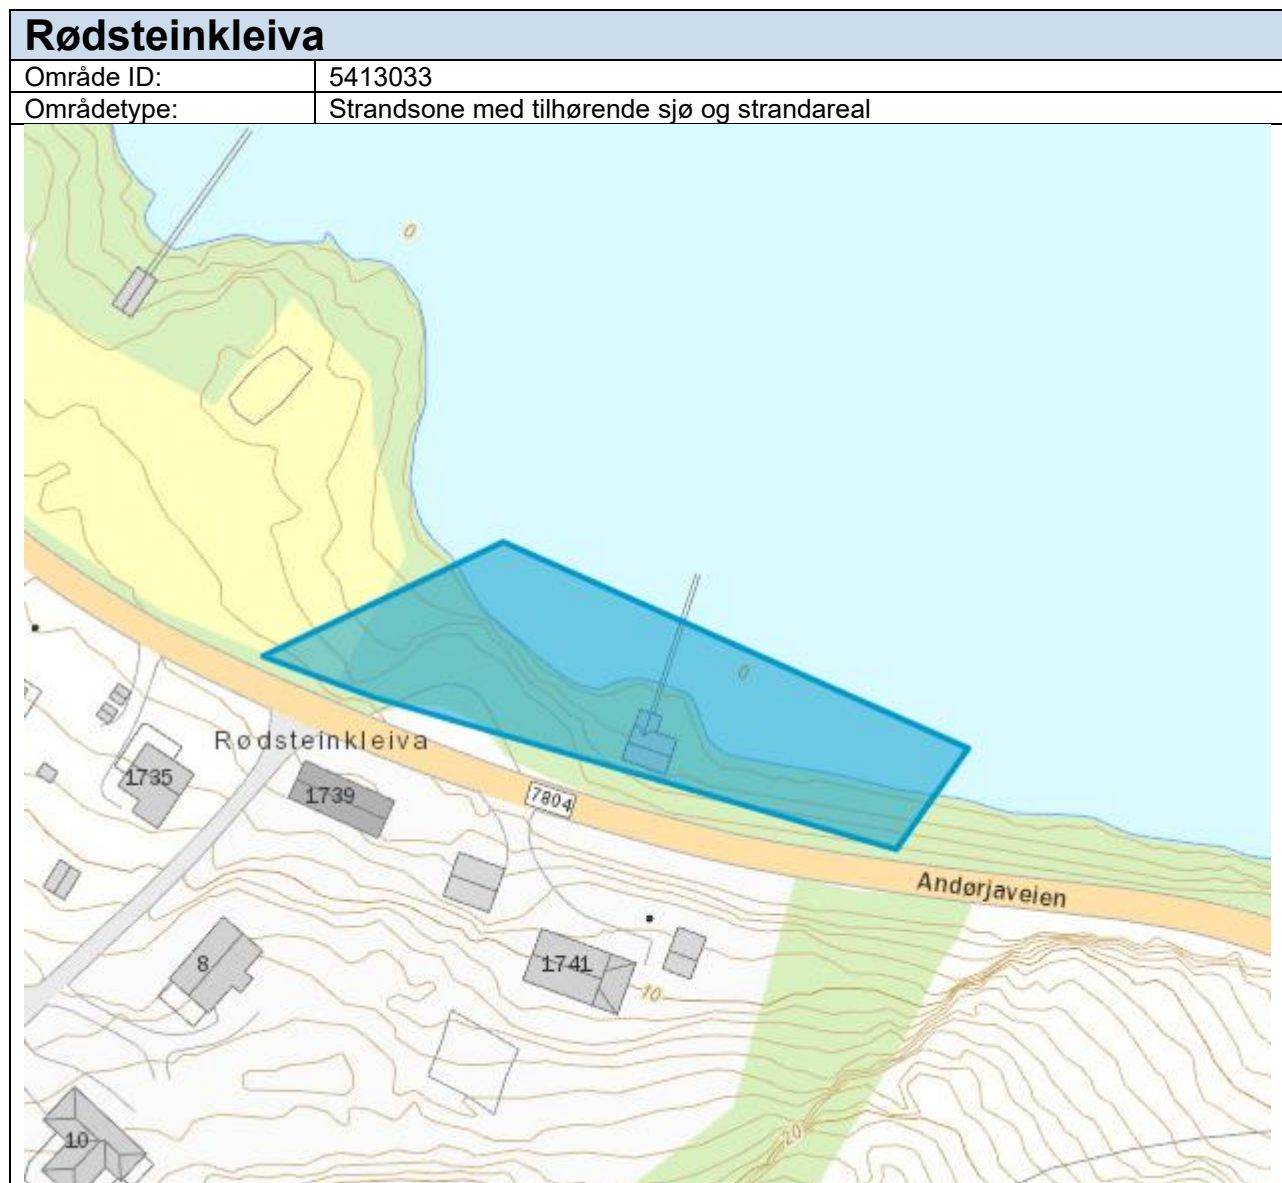 Rødsteinkleiva
Område ID: 5413033
Områdetype: Strandsone med tilhørende sjø og strandareal
0
0
Rødsteinkleiva
1735
1739
7804
Andørjaveien
8
1741
10
10
20